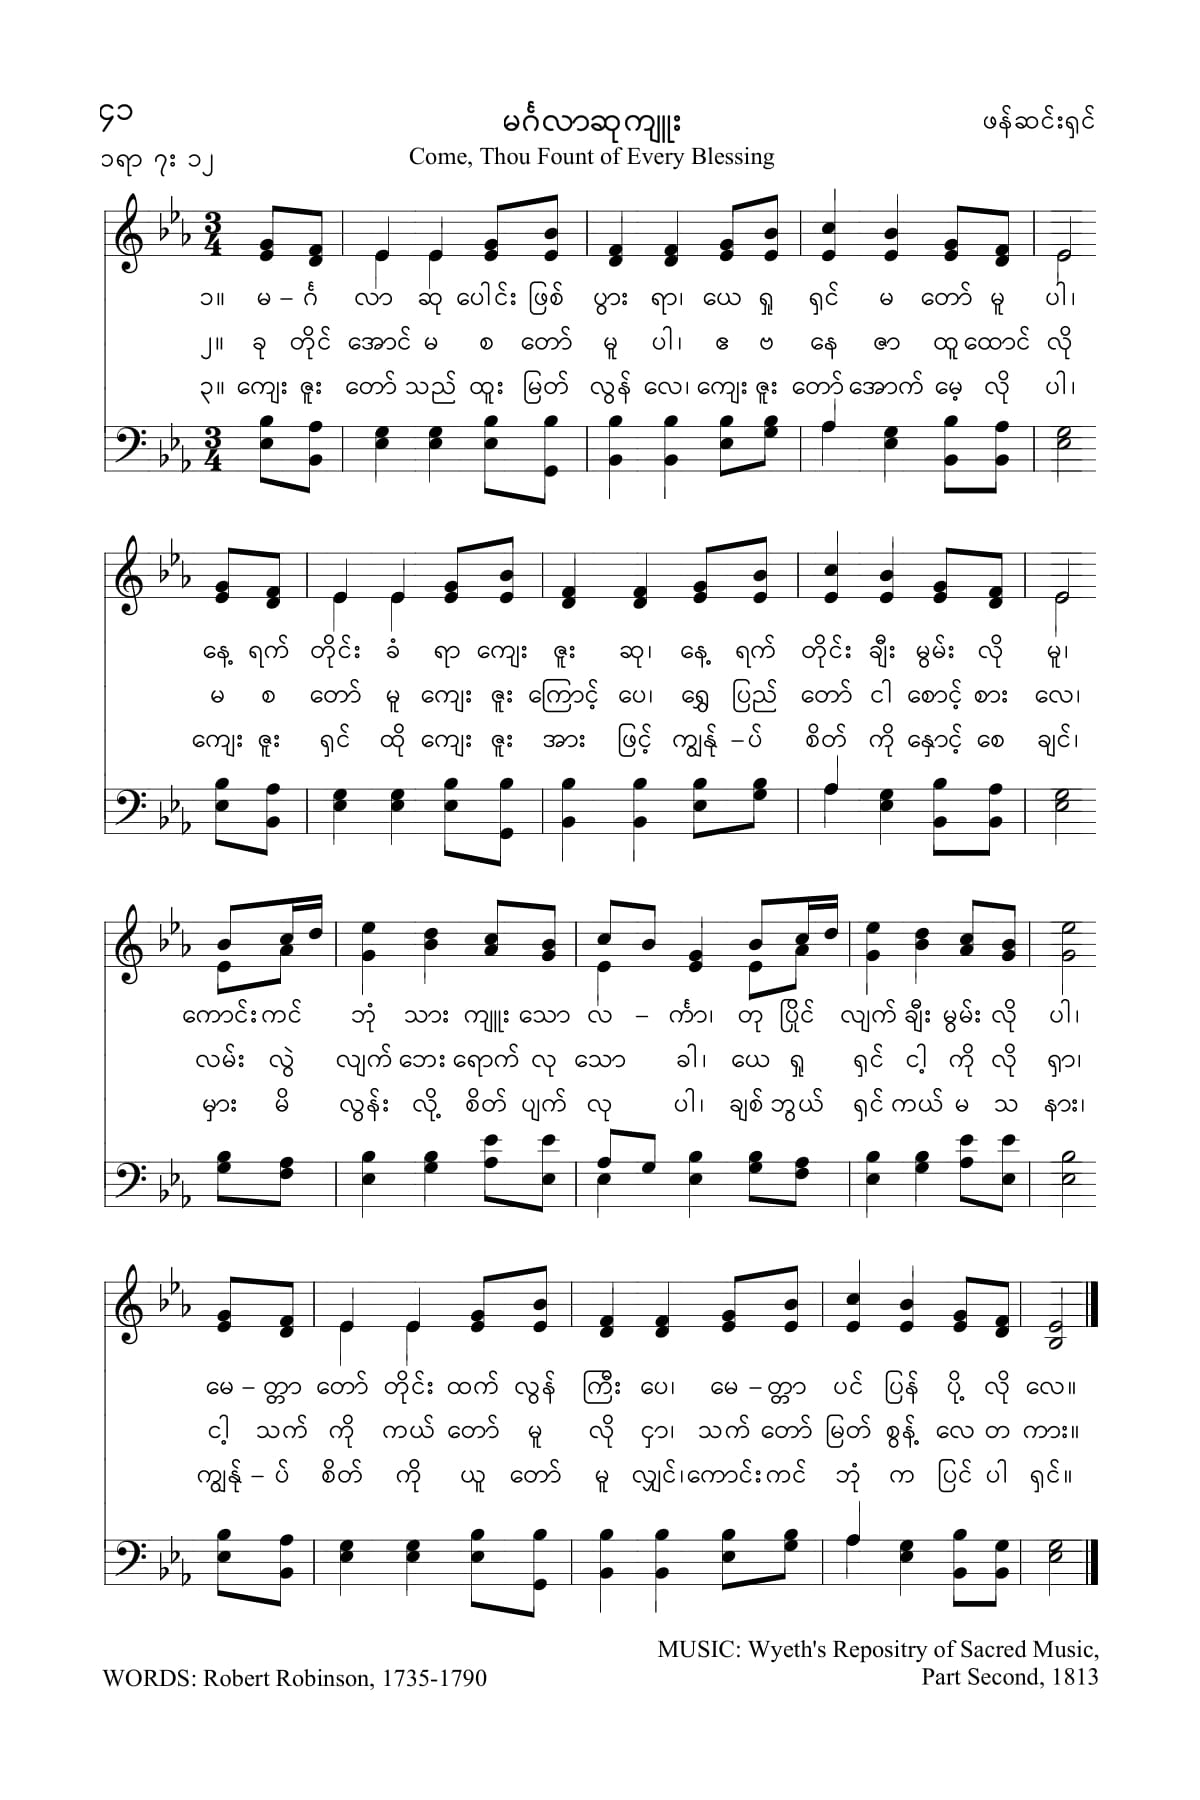 ၄၁
မင်္ဂလာဆုကျူး
ဖန်ဆင်းရှင်
၁ရာ ၇း ၁၂
Come, Thou Fount of Every Blessing
3 4
၁။ မ – င်္ဂ လာ ဆု ပေါင်း ဖြစ် ပွား ရာ၊ ယေ ရှု ရှင် မ တော် မူ ပါ၊
၂။ ခု တိုင် အောင် မ စ တော် မူ ပါ၊ ဧ ဗ နေ ဇာ ထူ ထောင် လို
၃။ ကျေး ဇူး တော် သည် ထူး မြတ် လွန် လေ၊ ကျေး ဇူး တော့် အောက် မေ့ လို ပါ၊
3 4
နေ့ ရက် တိုင်း ခံ ရာ ကျေး ဇူး ဆု၊ နေ့ ရက် တိုင်း ချီး မွမ်း လို မူ၊
မ စ တော် မူ ကျေး ဇူး ကြောင့် ပေ၊ ရွှေ ပြည် တော် ငါ စောင့် စား လေ၊
ကျေး ဇူး ရှင် ထို ကျေး ဇူး အား ဖြင့် ကျွန်ု –ပ် စိတ် ကို နှောင့် စေ ချင်၊
ကောင်း ကင် ဘုံ သား ကျူး သော လ – င်္ကာ၊ တု ပြိုင် လျက် ချီး မွမ်း လို ပါ၊
လမ်း လွဲ လျက် ဘေး ရောက် လု သော ခါ၊ ယေ ရှု ရှင် ငါ့ ကို လို ရှာ၊
မှား မိ လွန်း လို့ စိတ် ပျက် လု ပါ၊ ချစ် ဘွယ် ရှင် ကယ် မ သ နား၊
မေ – တ္တာ တော် တိုင်း ထက် လွန် ကြီး ပေ၊ မေ – တ္တာ ပင် ပြန် ပို့ လို လေ။
ငါ့ သက် ကို ကယ် တော် မူ လို ငှာ၊ သက် တော် မြတ် စွန့် လေ တ ကား။
ကျွန်ု – ပ် စိတ် ကို ယူ တော် မူ လျှင်၊ ကောင်း ကင် ဘုံ က ပြင် ပါ ရှင်။
MUSIC: Wyeth's Repositry of Sacred Music,
WORDS: Robert Robinson, 1735-1790
Part Second, 1813